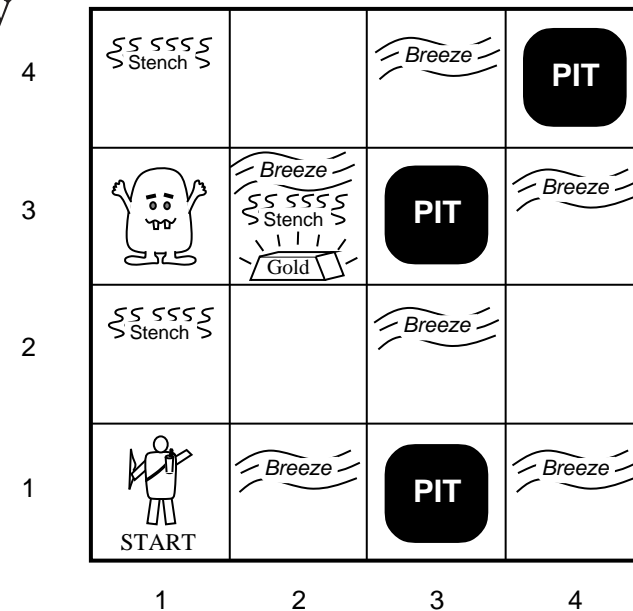 y
4 Stench Breeze PIT
Breeze
3 Stench PIT Breeze
Gold
2 Stench Breeze
1 Breeze PIT Breeze
START
1 2 3 4